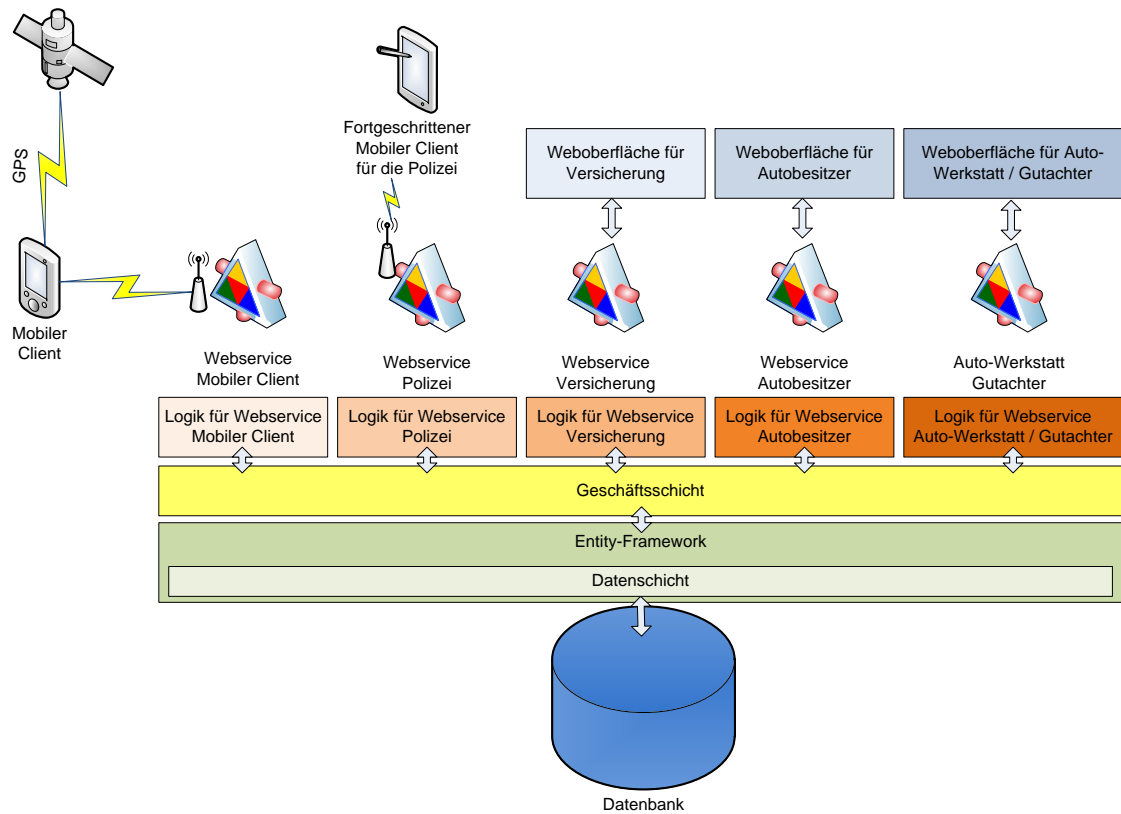 GPS
Fortgeschrittener
Mobiler Client
für die Polizei
Weboberfläche für
Versicherung
Weboberfläche für
Autobesitzer
Weboberfläche für Auto-
Werkstatt / Gutachter
Mobiler
Client
Webservice
Mobiler Client
Webservice
Polizei
Webservice
Versicherung
Webservice
Autobesitzer
Auto-Werkstatt
Gutachter
Logik für Webservice
Mobiler Client
Logik für Webservice
Polizei
Logik für Webservice
Versicherung
Logik für Webservice
Autobesitzer
Logik für Webservice
Auto-Werkstatt / Gutachter
Geschäftsschicht
Entity-Framework
Datenschicht
Datenbank